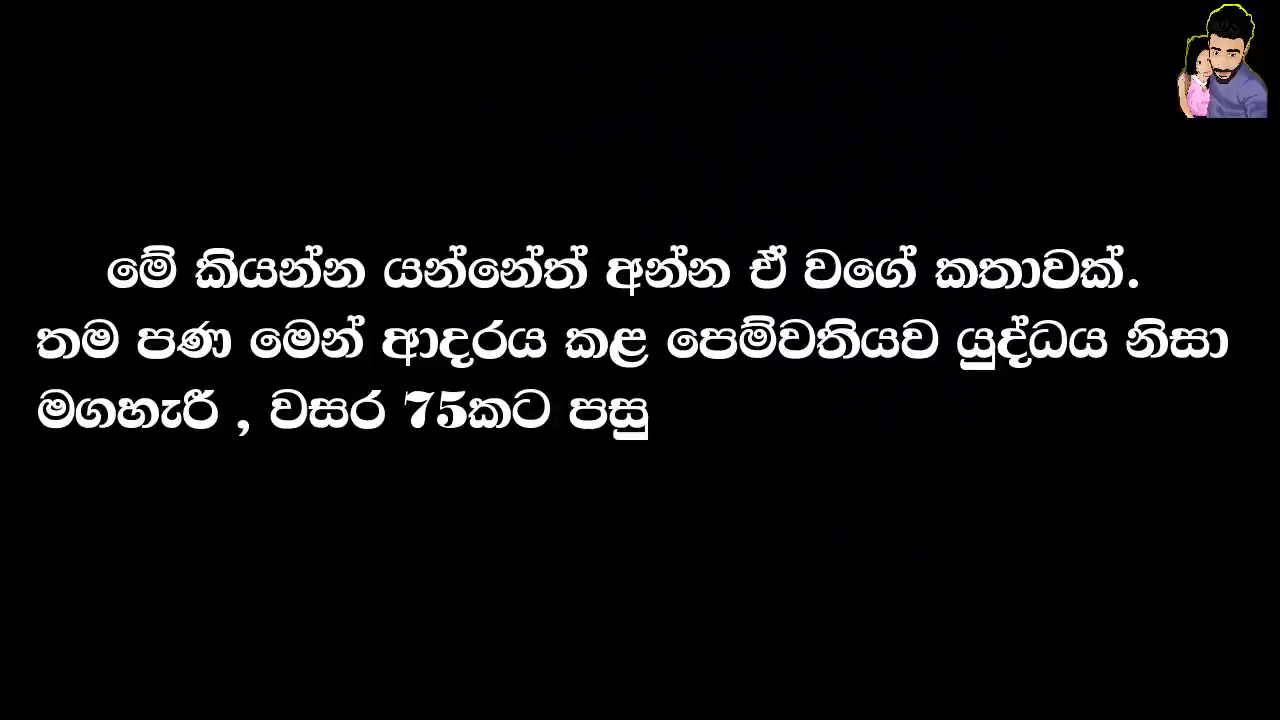 මේ කියන්න යන්නේත් අන්න ඒ වගේ කතාවක්.
තම පණ මෙන් ආදරය කළ පෙම්වතියව යුද්ධය නිසා
මගහැරී , වසර 75කට පසු